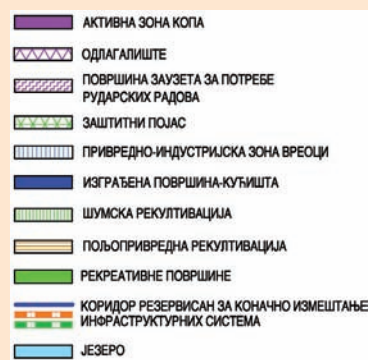 АКТИВНА ЗОНА КОПА
ОДЛАГАЛИШТЕ
ПОВРШИНА ЗАУЗЕТА ЗА ПОТРЕБЕ
РУДАРСКИХ РАДОВА
ЗАШТИТНИ ПОЈАС
ПРИВРЕДНО-ИНДУСТРИЈСКА ЗОНА ВРЕОЦИ
ИЗГРАЂЕНА ПОВРШИНА-КУЋИШТА
ШУМСКА РЕКУЛТИВАЦИЈА
ПОЉОПРИВРЕДНА РЕКУЛТИВАЦИЈА
РЕКРЕАТИВНЕ ПОВРШИНЕ
КОРИДОР РЕЗЕРВИСАН ЗА КОНАЧНО ИЗМЕШТАЊЕ
ИНФРАСТРУКТУРНИХ СИСТЕМА
ЈЕЗЕРО